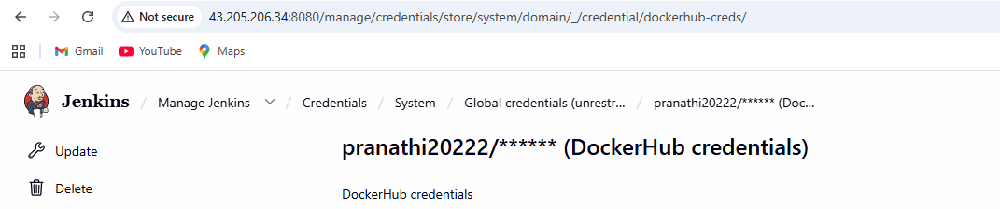 Not secure 43.205.206.34:8080/manage/credentials/store/system/domain/_/credential/dockerhub-creds/
Gmail YouTube Maps
Jenkins / Manage Jenkins / Credentials / System / Global credentials (unrestr... / pranathi20222/****** (Doc...
Update
pranathi20222/****** (DockerHub credentials)
Delete
DockerHub credentials